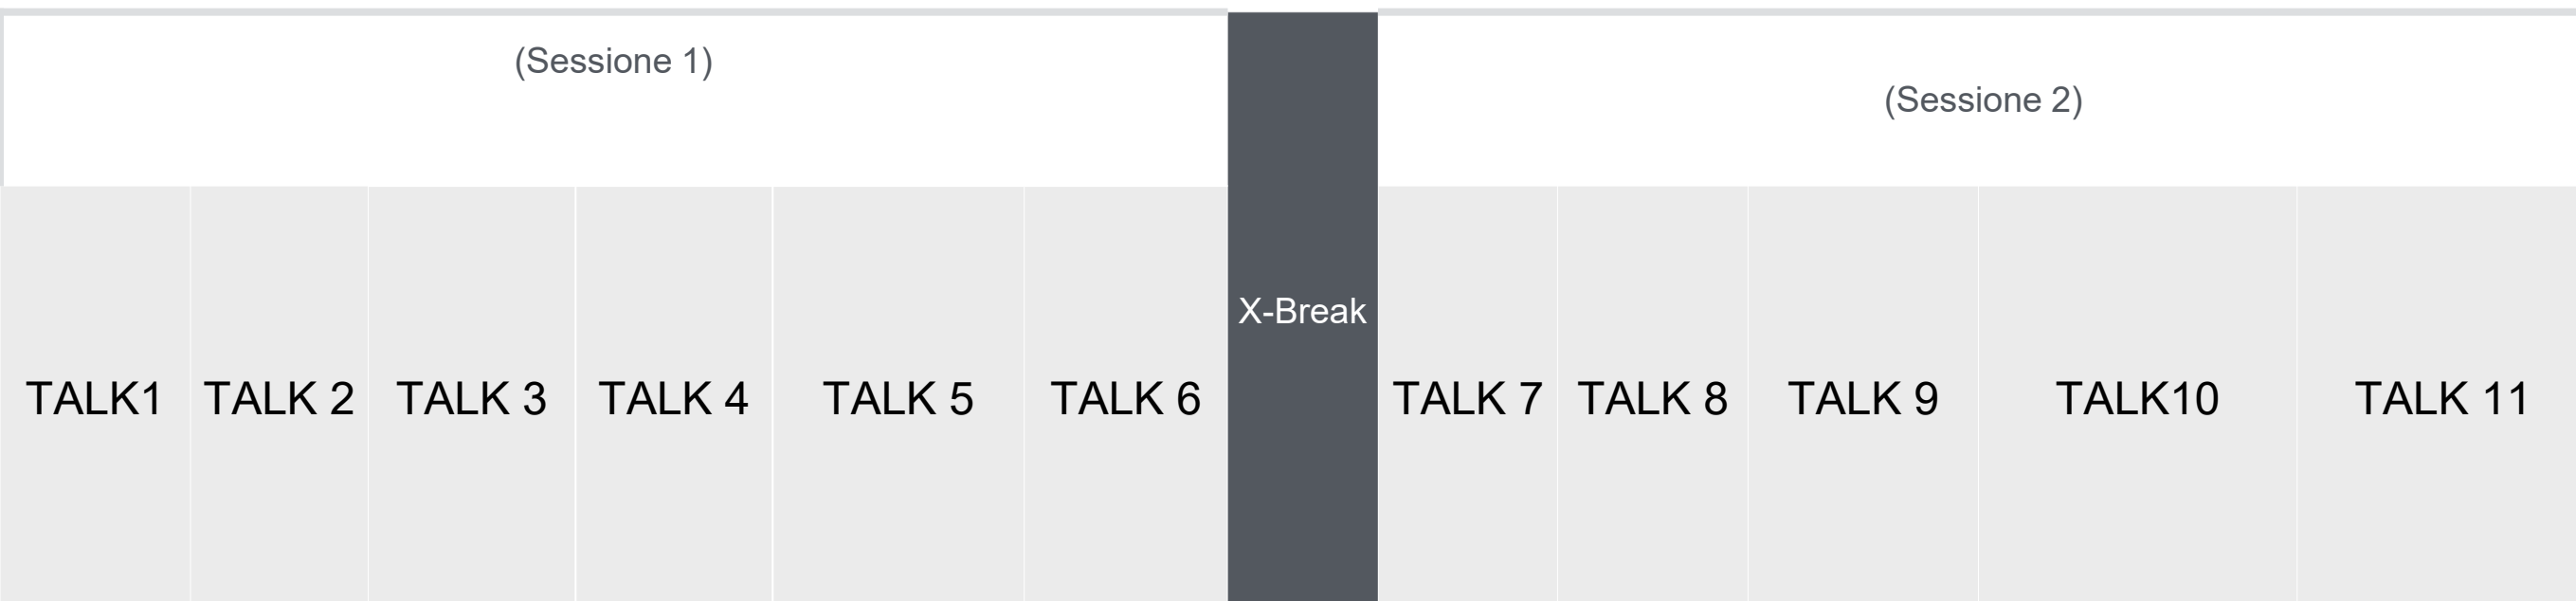 (Sessione 1)
X-Break
(Sessione 2)
TALK1
TALK 2
TALK 3
TALK 4
TALK 5
TALK 6
TALK 7
TALK 8
TALK 9
TALK10
TALK 11